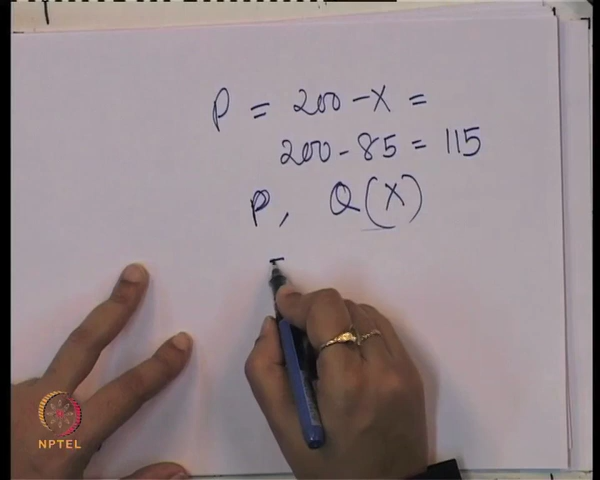 P = 200 - X =
200 - 85 = 115
P, Q(X)
NPTEL